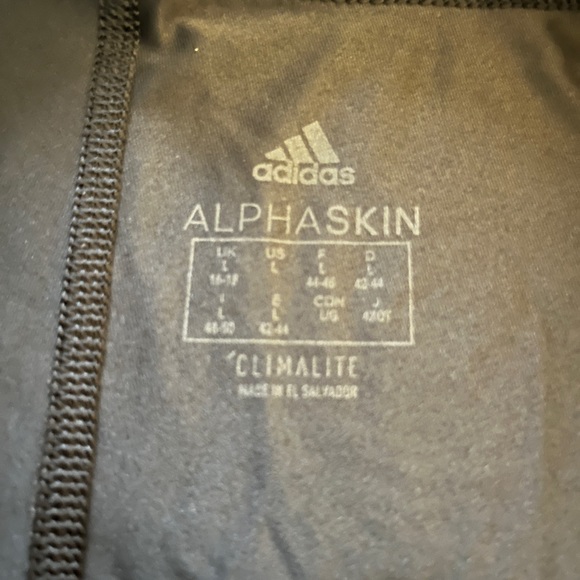 adidas
ALPHASKIN
UK US F D
L L L L
16-18 44-46 42-44
I E CDN J
L L
48-50 42-44
CLIMALITE
MADE IN EL SALVADOR